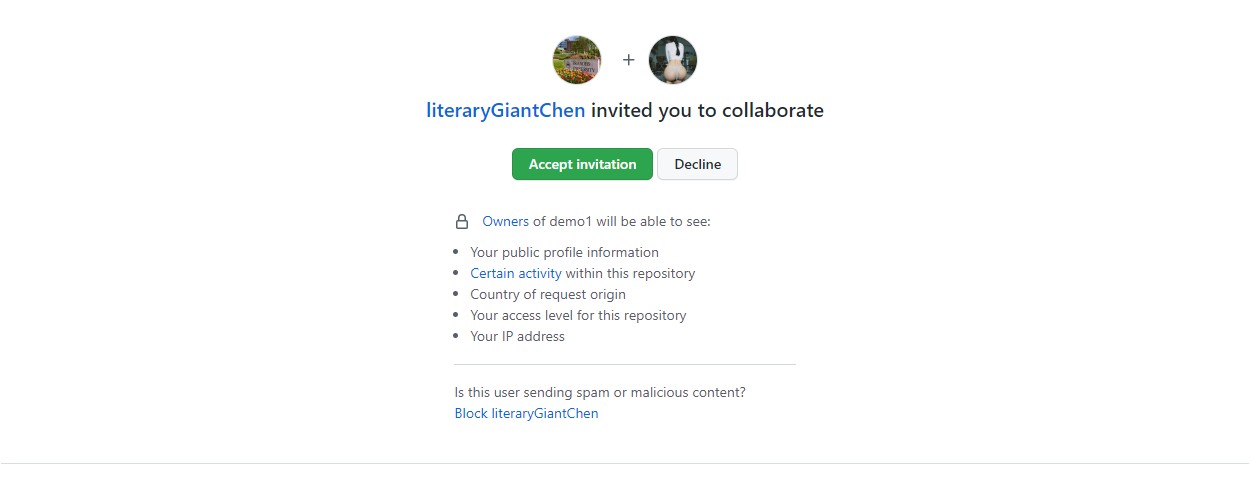 +
literaryGiantChen invited you to collaborate
Accept invitation
Decline
Owners of demo1 will be able to see:
• Your public profile information
• Certain activity within this repository
• Country of request origin
• Your access level for this repository
• Your IP address
Is this user sending spam or malicious content?
Block literaryGiantChen